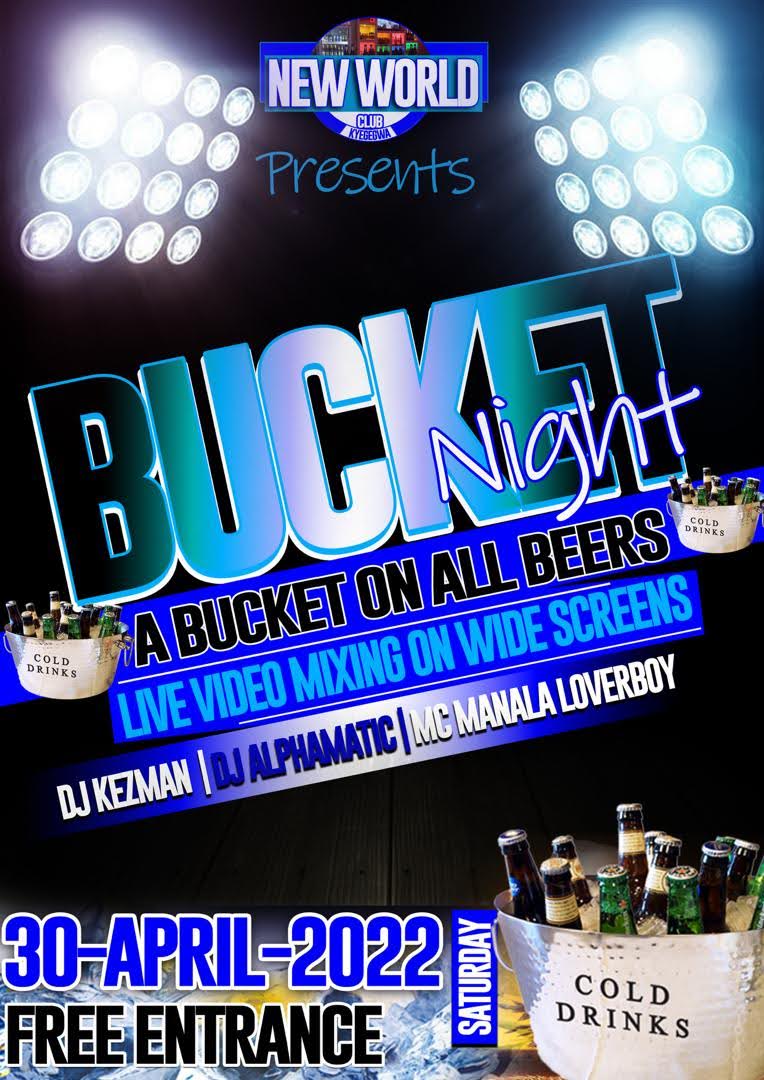 NEW WORLD
CLUB
KYEGEGWA
Presents
BUCKET
Night
A BUCKET ON ALL BEERS
LIVE VIDEO MIXING ON WIDE SCREENS
DJ KEZMAN | DJ ALPHAMATIC | MC MANALA LOVERBOY
COLD
DRINKS
COLD
DRINKS
30-APRIL-2022
SATURDAY
FREE ENTRANCE
COLD
DRINKS